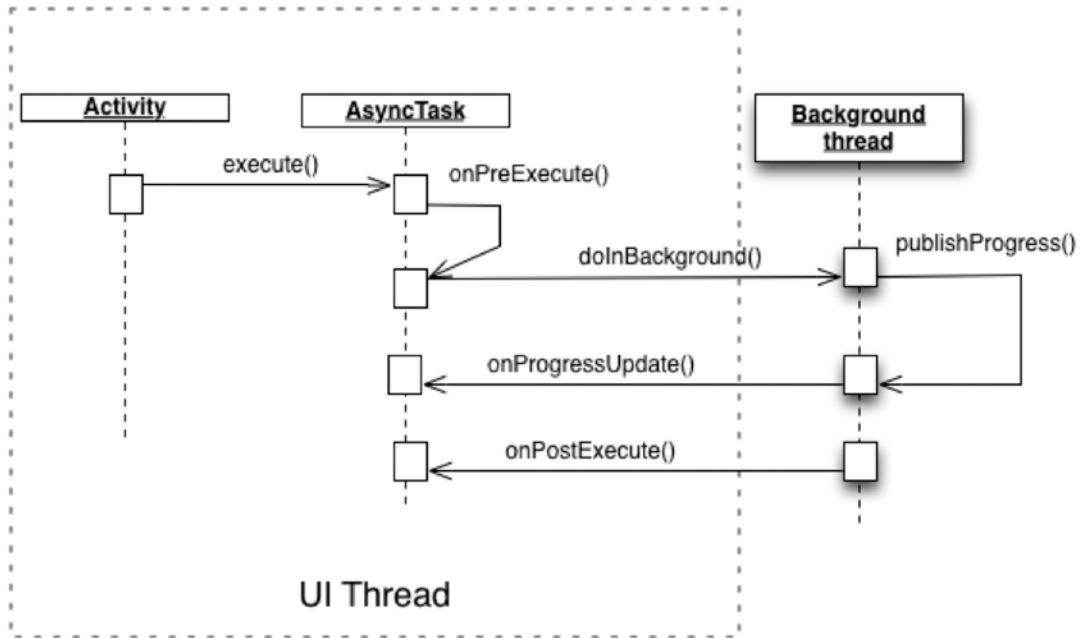 Activity
AsyncTask
Background
thread
execute()
onPreExecute()
publishProgress()
doInBackground()
onProgressUpdate()
onPostExecute()
UI Thread